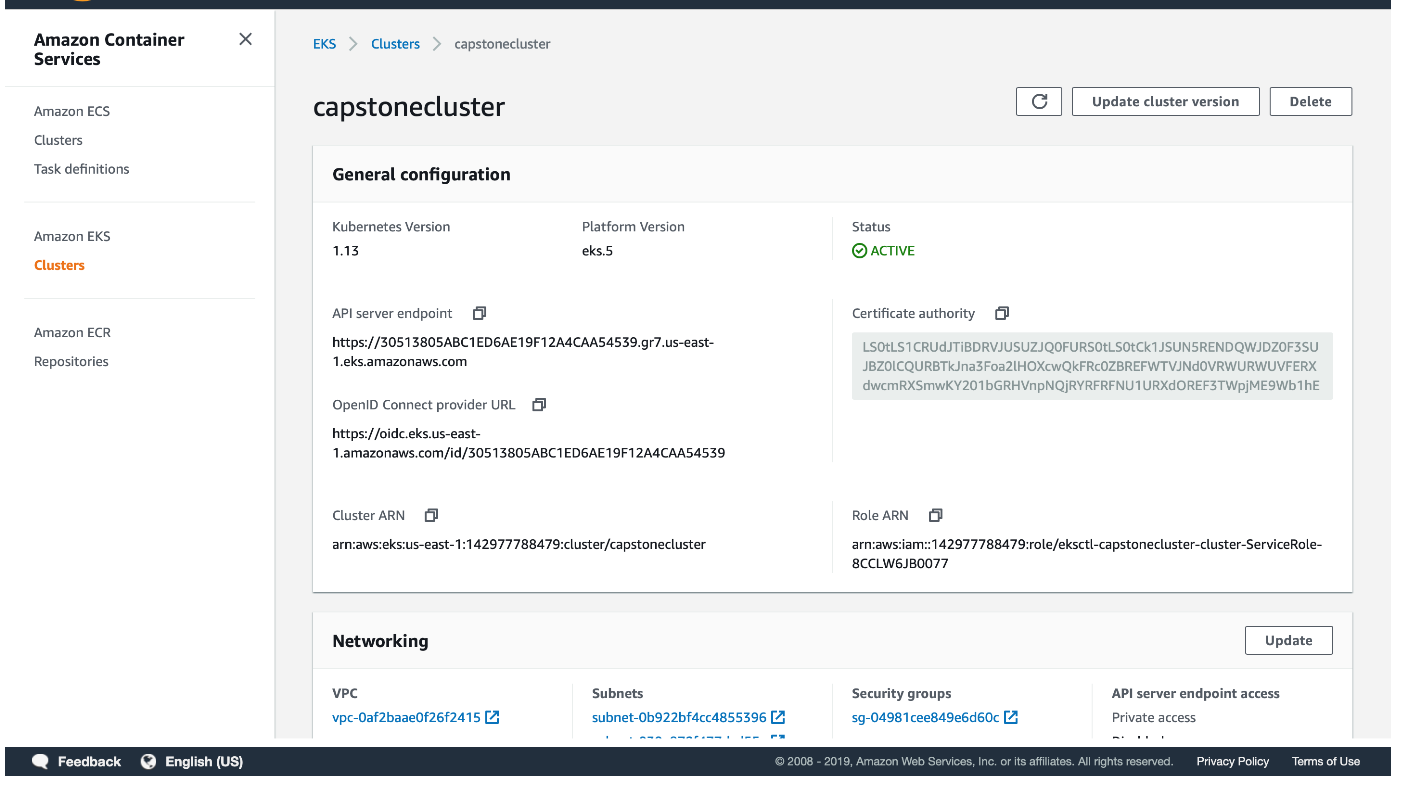 Amazon Container
Services
Amazon ECS
Clusters
Task definitions
Amazon EKS
Clusters
Amazon ECR
Repositories
EKS > Clusters > capstonecluster
capstonecluster
Update cluster version
Delete
General configuration
Kubernetes Version
1.13
Platform Version
eks.5
Status
ACTIVE
API server endpoint
https://30513805ABC1ED6AE19F12A4CAA54539.gr7.us-east-
1.eks.amazonaws.com
OpenID Connect provider URL
https://oidc.eks.us-east-
1.amazonaws.com/id/30513805ABC1ED6AE19F12A4CAA54539
Certificate authority
LS0tLS1CRUdJTiBDRVJUSUZJQ0FURS0tLS0tCk1JSUN5RENDQWJDZ0F3SU
JBZ0lCQURBTkJna3Foa2lHOXcwQkFRc0ZBREFWTVJNd0VRWURWUVFERX
dwcmRXSmwKY201bGRHVnpNQjRYRFRFNU1URXdOREF3TWpjME9Wb1hE
Cluster ARN
arn:aws:eks:us-east-1:142977788479:cluster/capstonecluster
Role ARN
arn:aws:iam::142977788479:role/eksctl-capstonecluster-cluster-ServiceRole-
8CCLW6JB0077
Networking
Update
VPC
vpc-0af2baae0f26f2415
Subnets
subnet-0b922bf4cc4855396
Security groups
sg-04981cee849e6d60c
API server endpoint access
Private access
Feedback
English (US)
© 2008 - 2019, Amazon Web Services, Inc. or its affiliates. All rights reserved.
Privacy Policy
Terms of Use